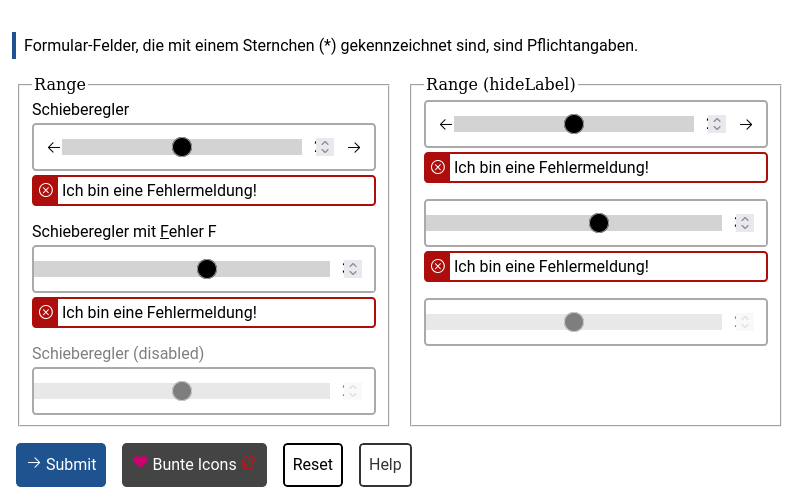 Formular-Felder, die mit einem Sternchen (*) gekennzeichnet sind, sind Pflichtangaben.
Range
Schieberegler
Ich bin eine Fehlermeldung!
Schieberegler mit Fehler F
Ich bin eine Fehlermeldung!
Schieberegler (disabled)
Range (hideLabel)
Ich bin eine Fehlermeldung!
Ich bin eine Fehlermeldung!
Submit
Bunte Icons
Reset
Help